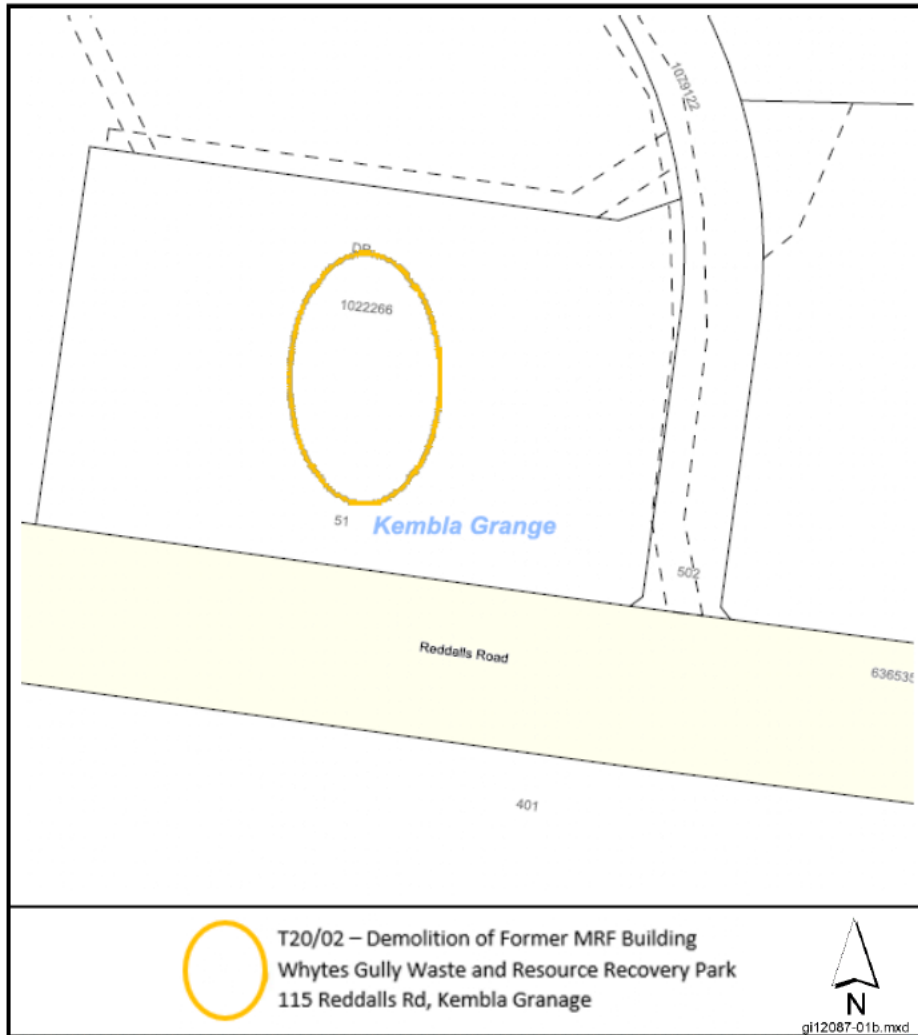 1079122
DP
1022266
51
Kembla Grange
502
Reddalls Road
636535
401
T20/02 – Demolition of Former MRF Building
Whytes Gully Waste and Resource Recovery Park
115 Reddalls Rd, Kembla Granage
N
gi12087-01b.mxd